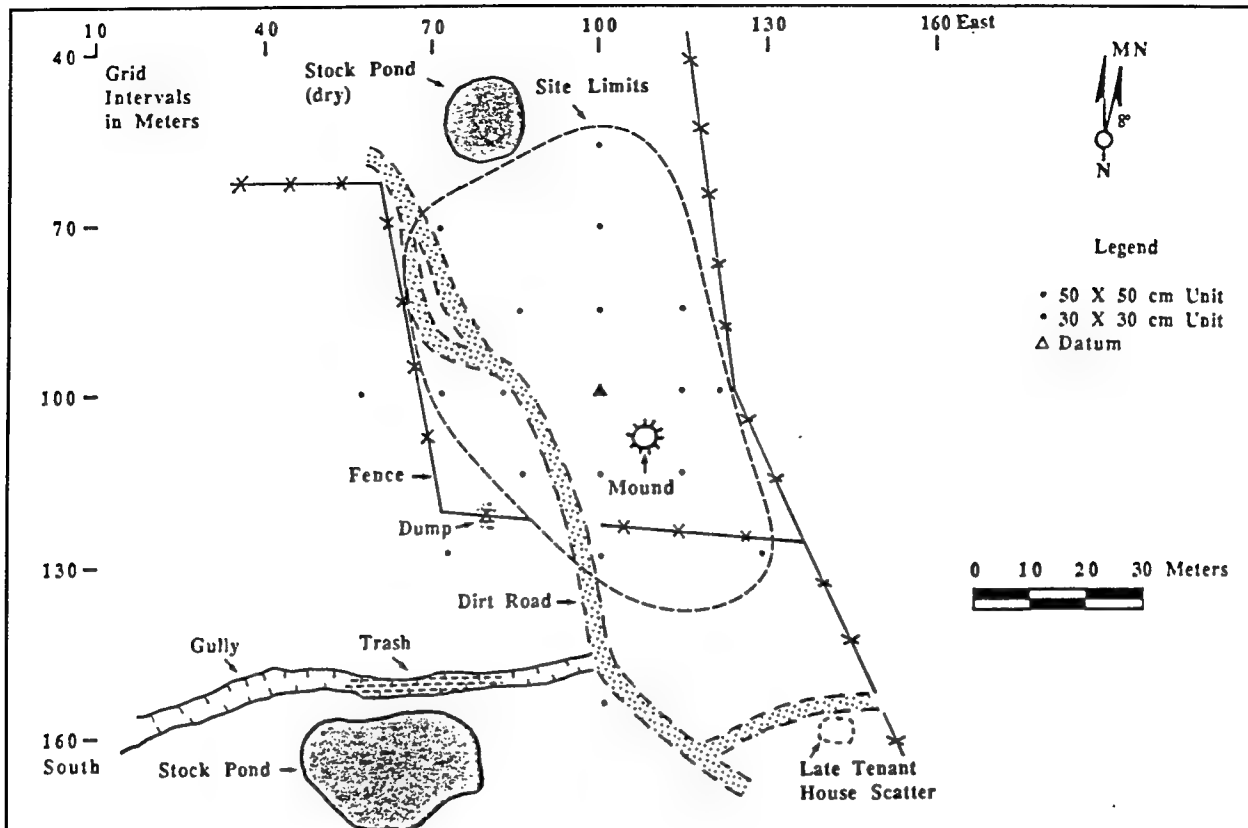 10 40 70 100 130 160 East
40
Grid
Intervals
in Meters
Stock Pond
(dry)
Site Limits
MN
8°
N
70
Legend
• 50 X 50 cm Unit
• 30 X 30 cm Unit
△ Datum
100
Fence
Mound
Dump
130
Dirt Road
0 10 20 30 Meters
Gully
Trash
160
South
Stock Pond
Late Tenant
House Scatter